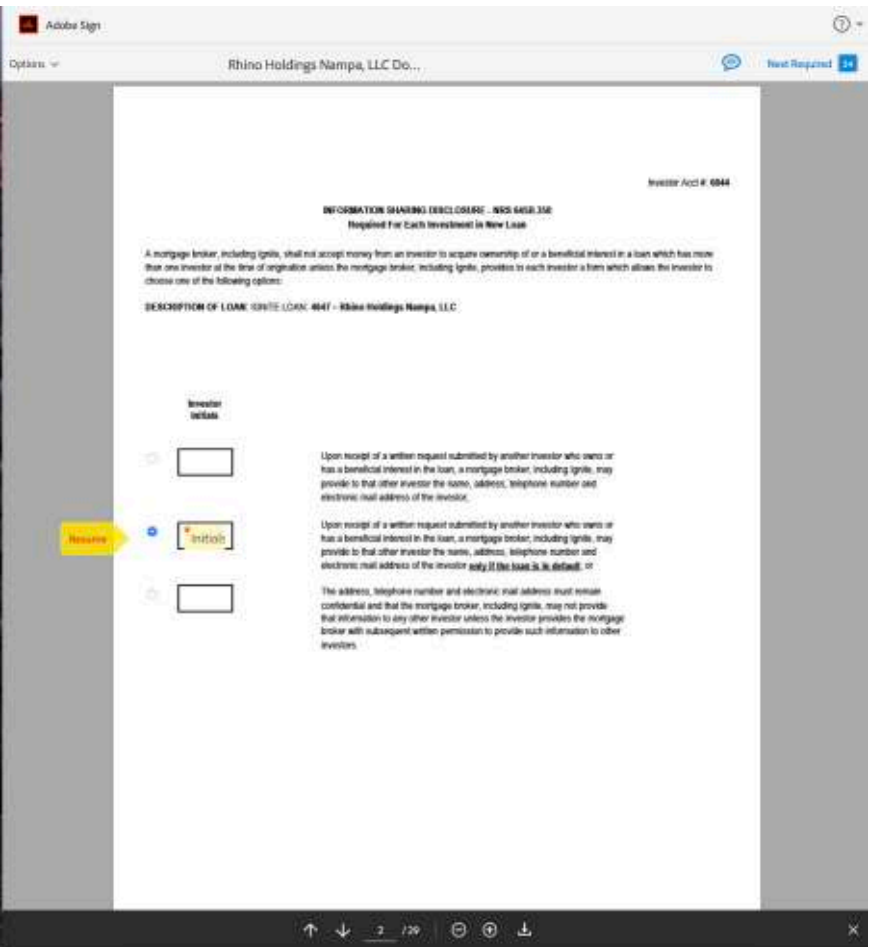 Adobe Sign
Options
Rhino Holdings Nampa, LLC Do...
Next Required 24
Investor Acct #: 6844
INFORMATION SHARING DISCLOSURE - NRS 645B.350
Required For Each Investment in New Loan
A mortgage broker, including Ignite, shall not accept money from an investor to acquire ownership of or a beneficial interest in a loan which has more
than one investor at the time of origination unless the mortgage broker, including Ignite, provides to each investor a form which allows the investor to
choose one of the following options:
DESCRIPTION OF LOAN: IGNITE LOAN: 4647 – Rhino Holdings Nampa, LLC
Investor
Initials
Upon receipt of a written request submitted by another investor who owns or
has a beneficial interest in the loan, a mortgage broker, including Ignite, may
provide to that other investor the name, address, telephone number and
electronic mail address of the investor;
Resume
* Initials
Upon receipt of a written request submitted by another investor who owns or
has a beneficial interest in the loan, a mortgage broker, including Ignite, may
provide to that other investor the name, address, telephone number and
electronic mail address of the investor only if the loan is in default; or
The address, telephone number and electronic mail address must remain
confidential and that the mortgage broker, including Ignite, may not provide
that information to any other investor unless the investor provides the mortgage
broker with subsequent written permission to provide such information to other
investors.
2 /29